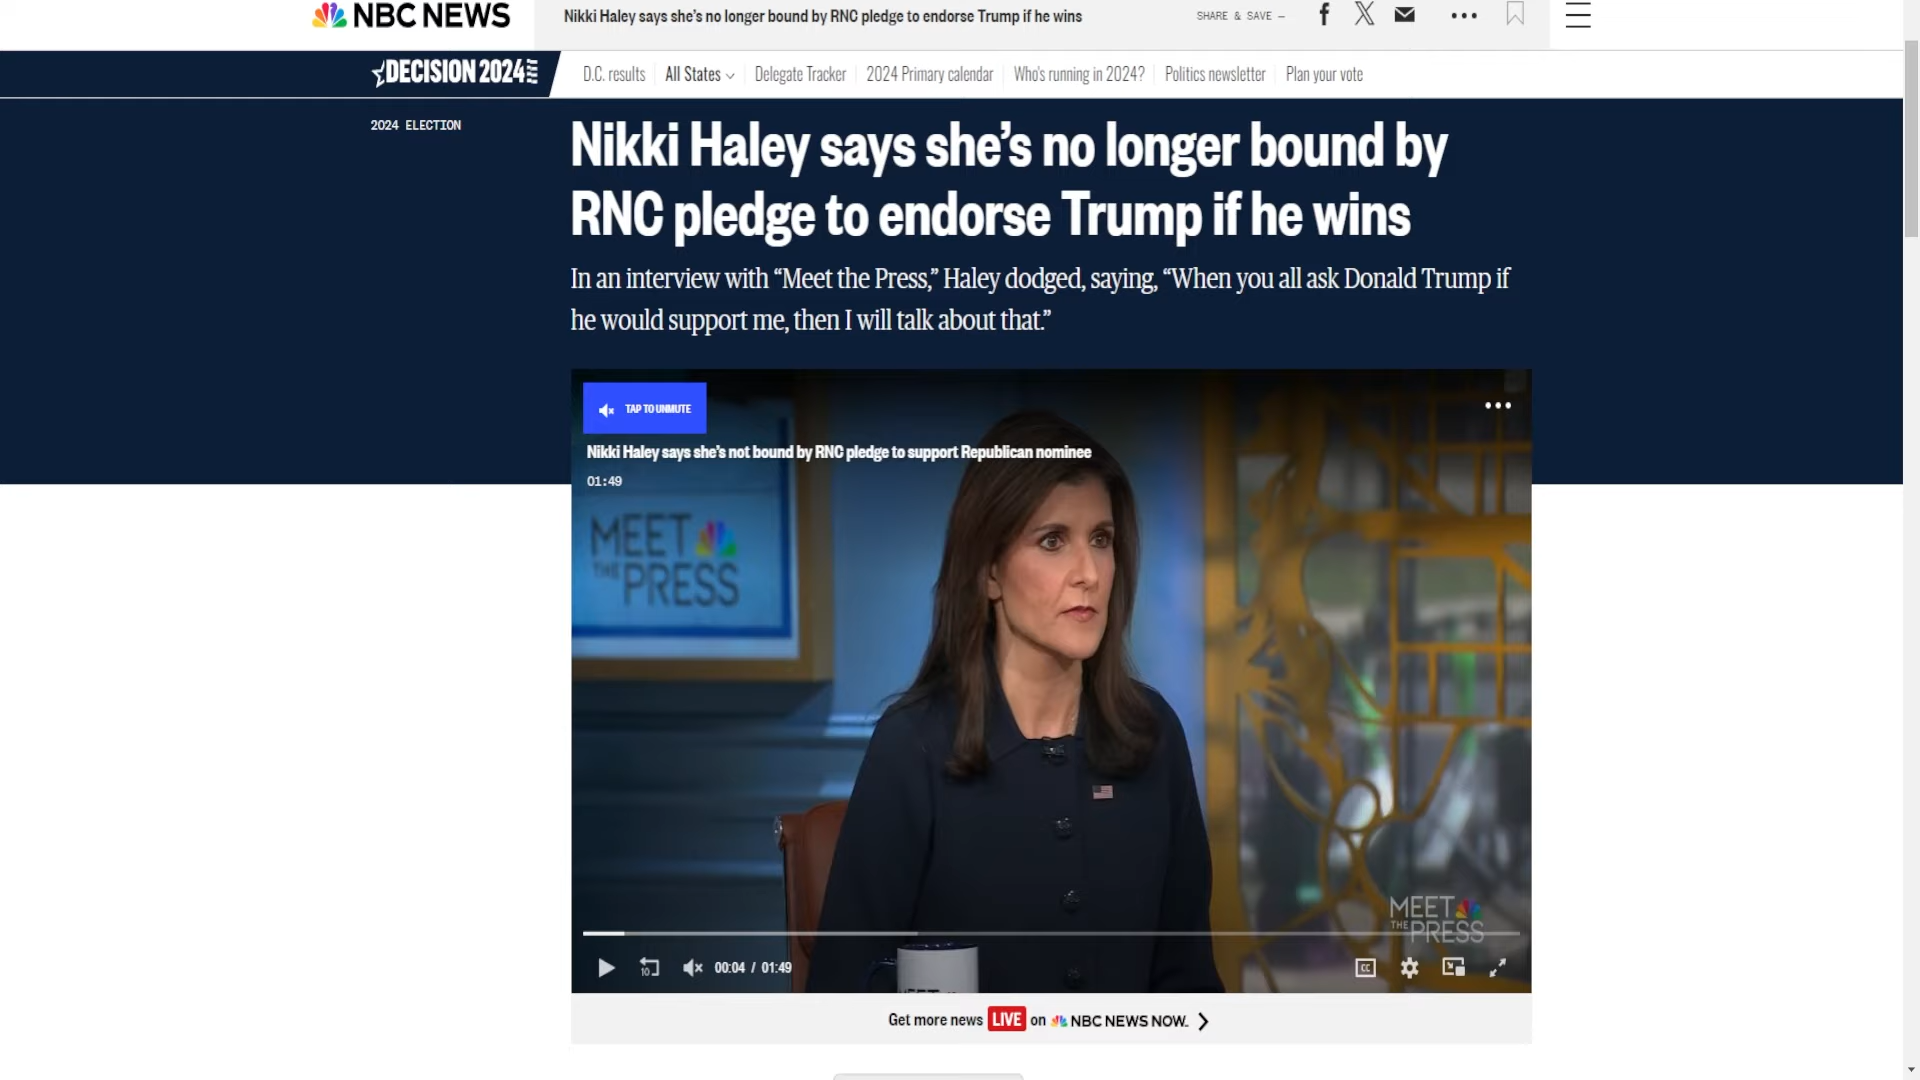 NBC NEWS
Nikki Haley says she's no longer bound by RNC pledge to endorse Trump if he wins
SHARE & SAVE —
DECISION 2024
D.C. results
All States
Delegate Tracker
2024 Primary calendar
Who's running in 2024?
Politics newsletter
Plan your vote
2024 ELECTION
Nikki Haley says she's no longer bound by
RNC pledge to endorse Trump if he wins
In an interview with “Meet the Press,” Haley dodged, saying, “When you all ask Donald Trump if
he would support me, then I will talk about that.”
TAP TO UNMUTE
Nikki Haley says she's not bound by RNC pledge to support Republican nominee
01:49
MEET
THE PRESS
MEET
THE PRESS
10
00:04 / 01:49
CC
Get more news LIVE on NBC NEWS NOW.